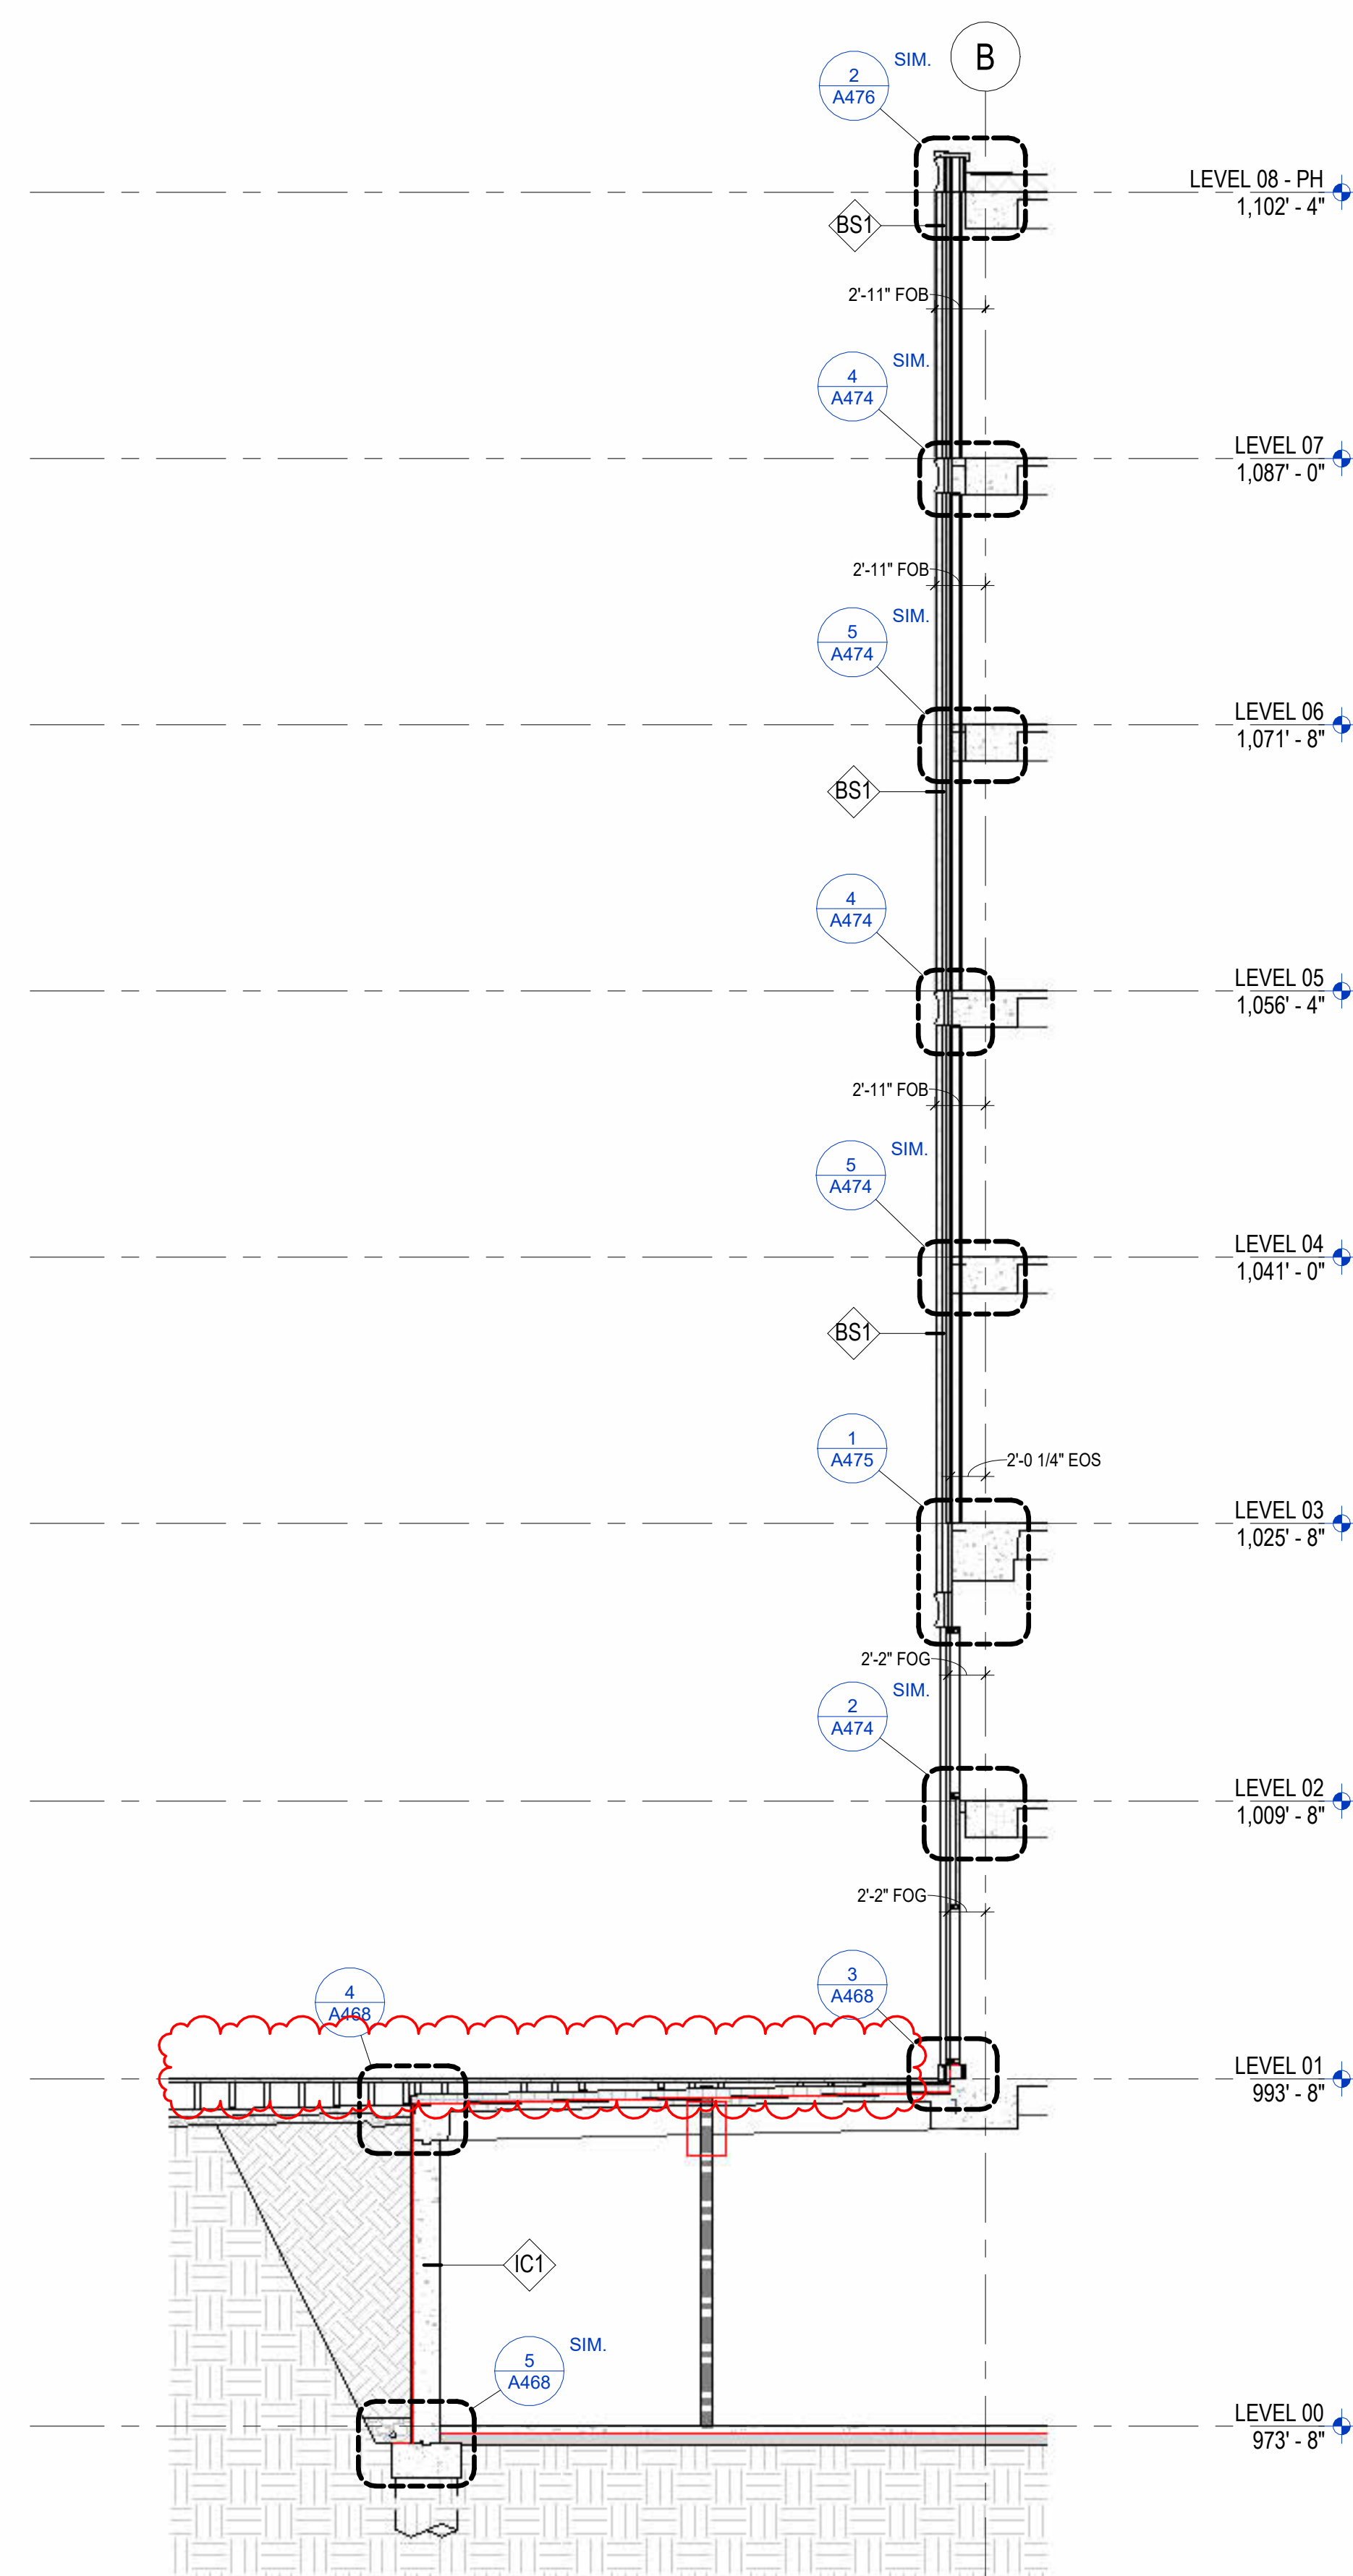 B
SIM.
2
A476
LEVEL 08 - PH
1,102' - 4"
BS1
2'-11" FOB
SIM.
4
A474
LEVEL 07
1,087' - 0"
2'-11" FOB
SIM.
5
A474
LEVEL 06
1,071' - 8"
BS1
4
A474
LEVEL 05
1,056' - 4"
2'-11" FOB
SIM.
5
A474
LEVEL 04
1,041' - 0"
BS1
1
A475
2'-0 1/4" EOS
LEVEL 03
1,025' - 8"
2'-2" FOG
SIM.
2
A474
LEVEL 02
1,009' - 8"
2'-2" FOG
3
A468
4
A468
LEVEL 01
993' - 8"
IC1
SIM.
5
A468
LEVEL 00
973' - 8"